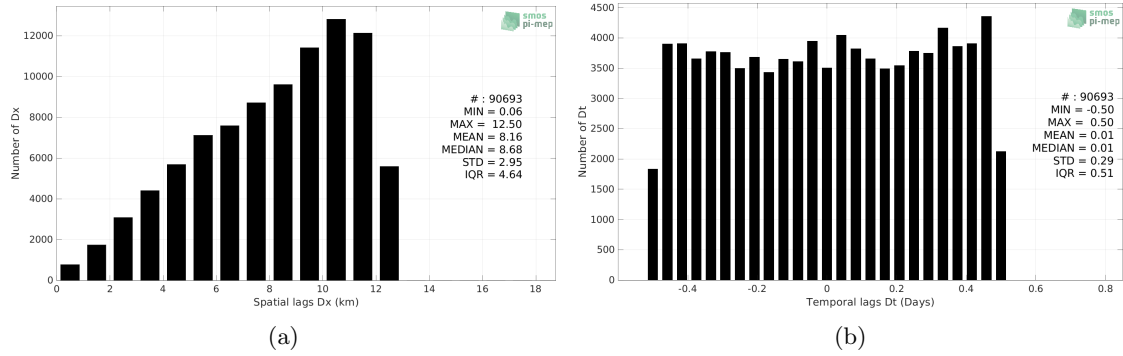 smos
pi-mep
12000
10000
8000
6000
4000
2000
0
Number of Dx
# : 90693
MIN = 0.06
MAX = 12.50
MEAN = 8.16
MEDIAN = 8.68
STD = 2.95
IQR = 4.64
0 2 4 6 8 10 12 14 16 18
Spatial lags Dx (km)
(a)
smos
pi-mep
4500
4000
3500
3000
2500
2000
1500
1000
500
0
Number of Dt
# : 90693
MIN = -0.50
MAX = 0.50
MEAN = 0.01
MEDIAN = 0.01
STD = 0.29
IQR = 0.51
-0.4 -0.2 0 0.2 0.4 0.6 0.8
Temporal lags Dt (Days)
(b)